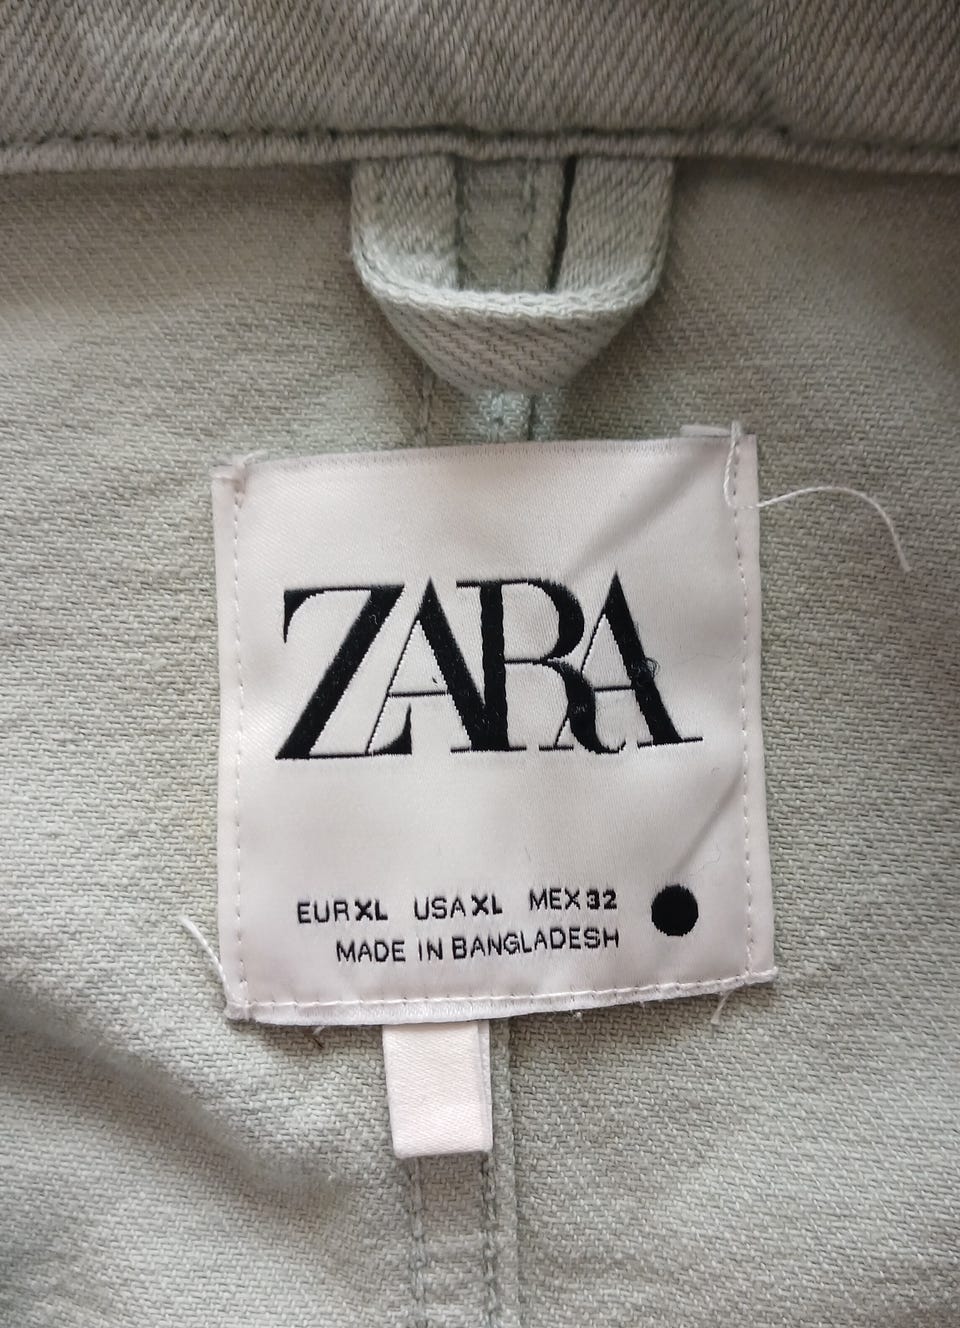 ZARA
EUR XL USA XL MEX 32
MADE IN BANGLADESH